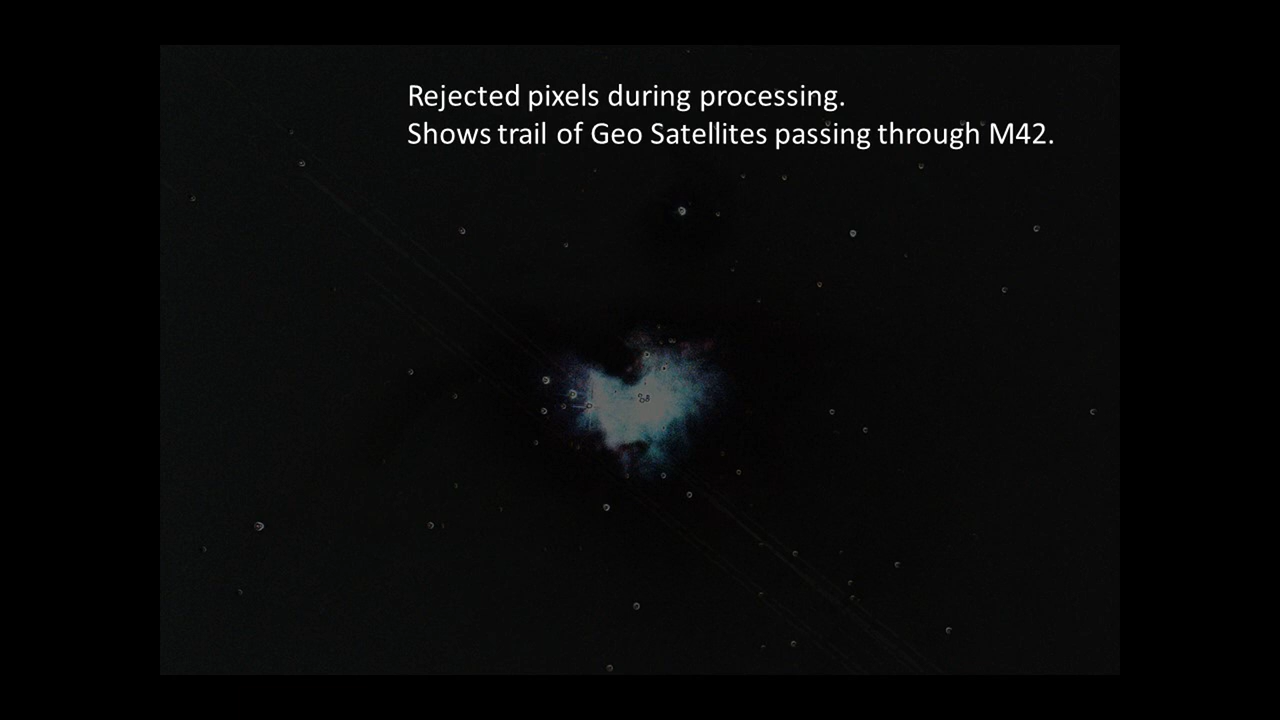 Rejected pixels during processing.
Shows trail of Geo Satellites passing through M42.